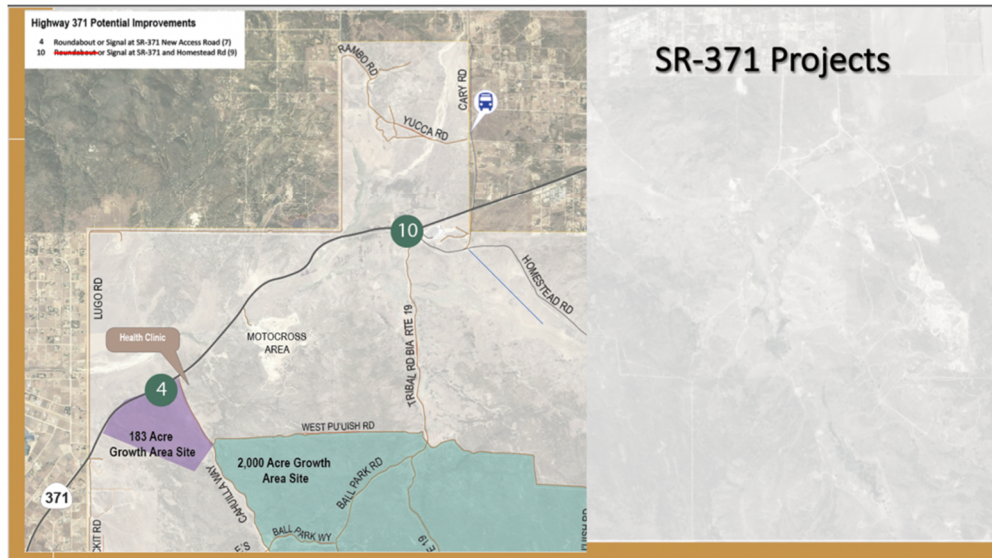 Highway 371 Potential Improvements
4 Roundabout or Signal at SR-371 New Access Road (7)
10 Roundabout or Signal at SR-371 and Homestead Rd (9)
SR-371 Projects
RAMBO RD
CARY RD
YUCCA RD
10
HOMESTEAD RD
LUGO RD
TRIBAL RD BIA RTE 19
MOTOCROSS
AREA
Health Clinic
4
183 Acre
Growth Area Site
WEST PU'UISH RD
2,000 Acre Growth
Area Site
BALL PARK RD
CAHUILLA WAY
371
BALL PARK WY